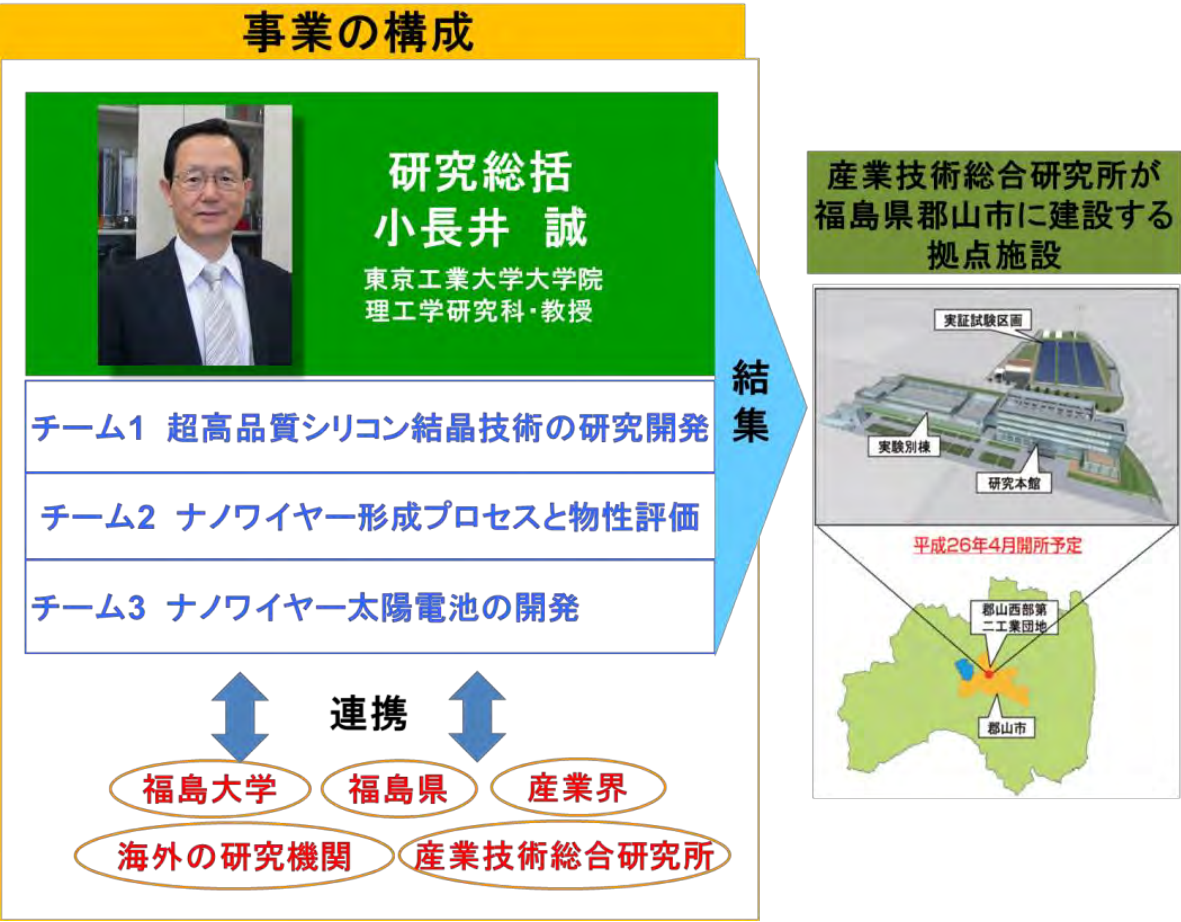 事業の構成
研究総括
小長井 誠
東京工業大学大学院
理工学研究科・教授
チーム1 超高品質シリコン結晶技術の研究開発
チーム2 ナノワイヤー形成プロセスと物性評価
チーム3 ナノワイヤー太陽電池の開発
結
集
連携
福島大学
福島県
産業界
海外の研究機関
産業技術総合研究所
産業技術総合研究所が
福島県郡山市に建設する
拠点施設
実証試験区画
実験別棟
研究本館
平成26年4月開所予定
郡山西部第
二工業団地
郡山市